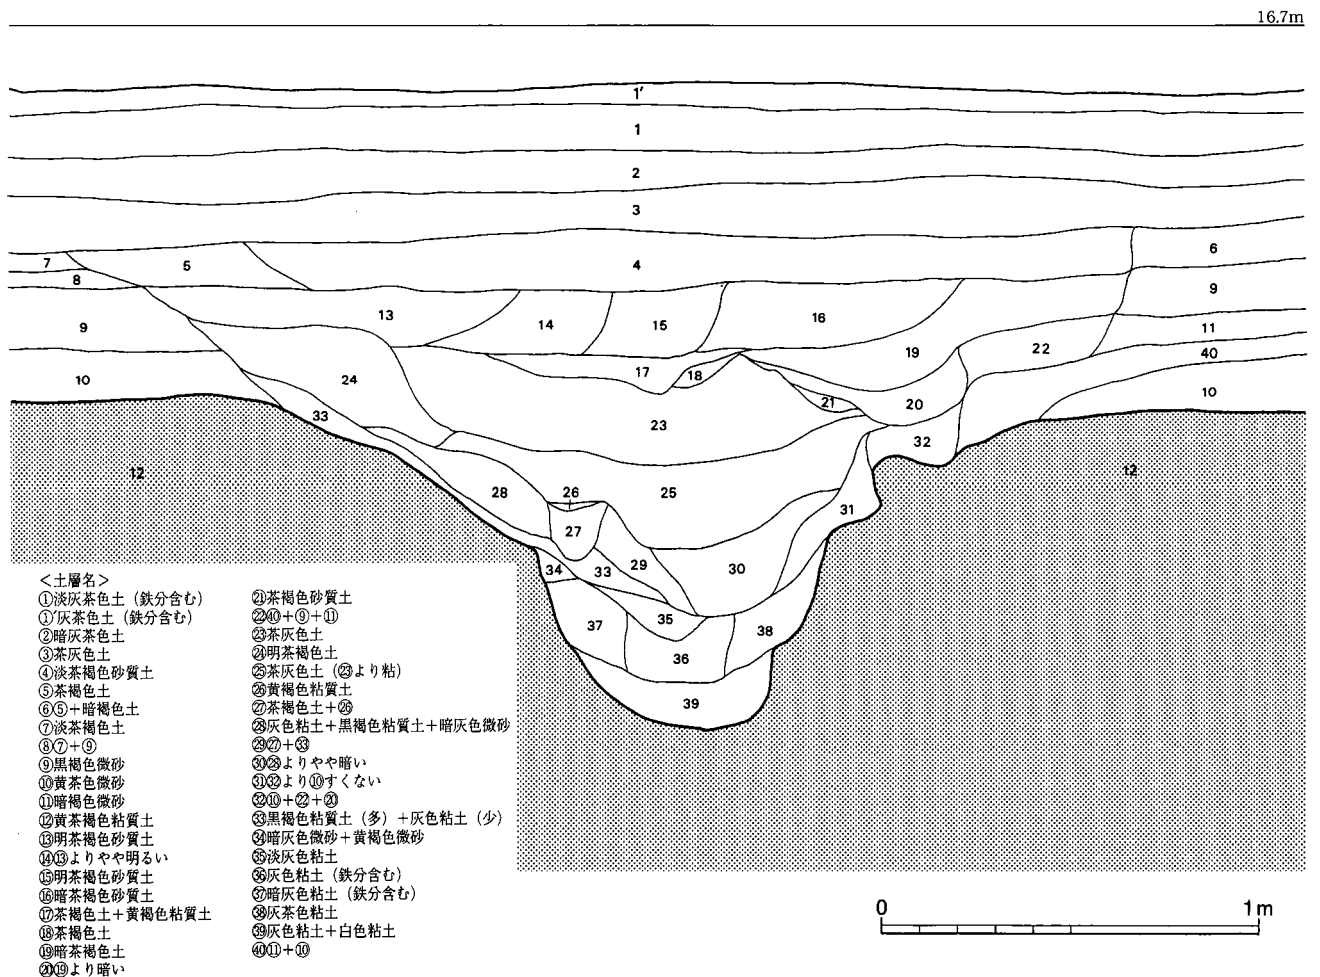 16.7m
1′
1
2
3
7
5
4
6
8
9
13
14
15
16
9
11
40
19
22
10
24
17
18
21
20
10
33
23
32
12
28
26
25
31
12
27
34
33
29
30
37
35
38
36
39
＜土層名＞
①淡灰茶色土（鉄分含む）
①′灰茶色土（鉄分含む）
②暗灰茶色土
③茶灰色土
④淡茶褐色砂質土
⑤茶褐色土
⑥⑤＋暗褐色土
⑦淡茶褐色土
⑧⑦＋⑨
⑨黒褐色微砂
⑩黄茶色微砂
⑪暗褐色微砂
⑫黄茶褐色粘質土
⑬明茶褐色砂質土
⑭⑬よりやや明るい
⑮明茶褐色砂質土
⑯暗茶褐色砂質土
⑰茶褐色土＋黄褐色粘質土
⑱茶褐色土
⑲暗茶褐色土
⑳⑲より暗い
㉑茶褐色砂質土
㉒㊵＋⑨＋⑪
㉓茶灰色土
㉔明茶褐色土
㉕茶灰色土（㉓より粘）
㉖黄褐色粘質土
㉗茶褐色土＋㉖
㉘灰色粘土＋黒褐色粘質土＋暗灰色微砂
㉙㉗＋㉝
㉚㉘よりやや暗い
㉛㉜より⑩すくない
㉜⑩＋㉒＋⑳
㉝黒褐色粘質土（多）＋灰色粘土（少）
㉞暗灰色微砂＋黄褐色微砂
㉟淡灰色粘土
㊱灰色粘土（鉄分含む）
㊲暗灰色粘土（鉄分含む）
㊳灰茶色粘土
㊴灰色粘土＋白色粘土
㊵⑪＋⑩
0
1m